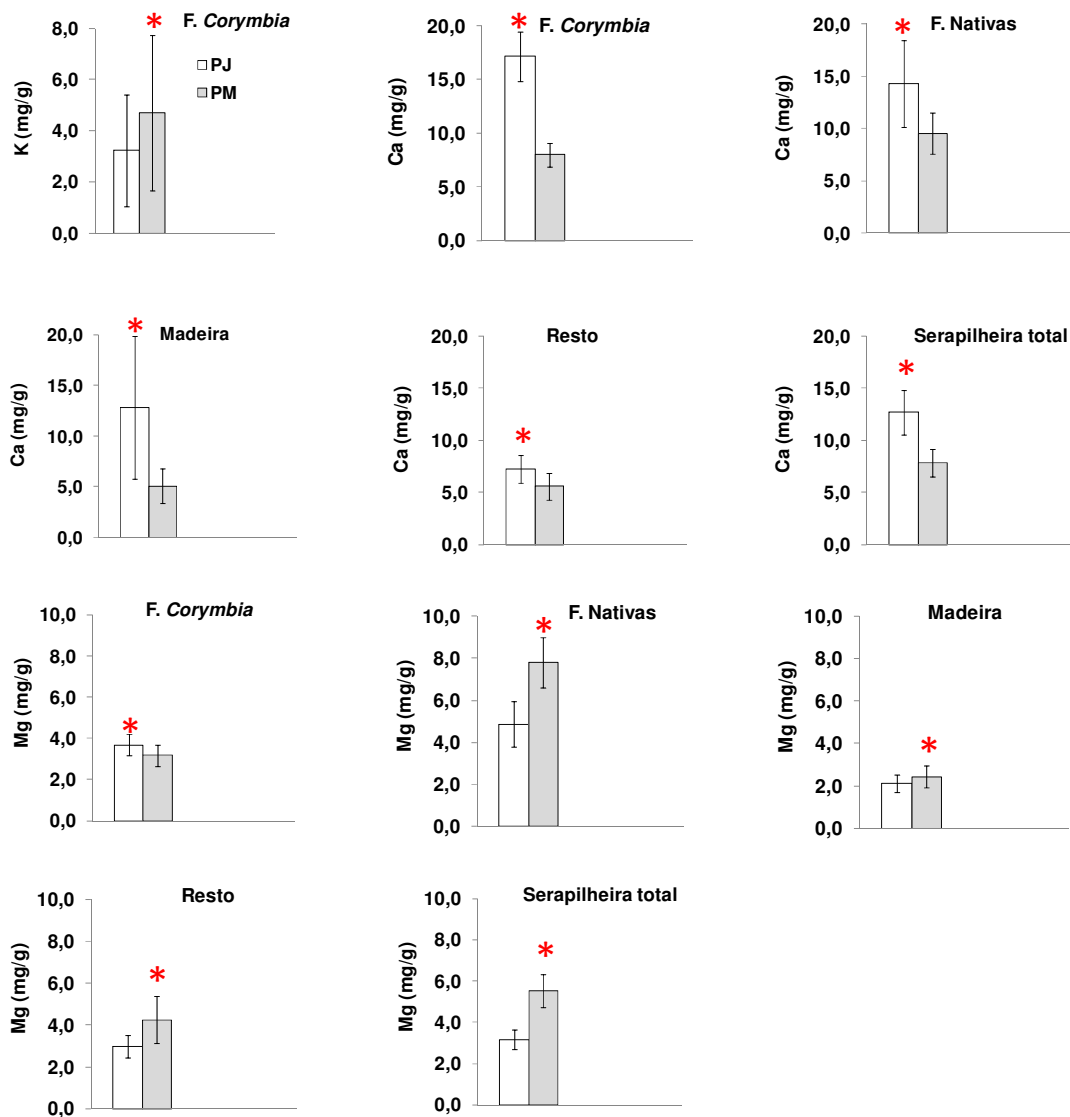 * F. Corymbia
K (mg/g)
8,0
6,0
4,0
2,0
0,0
PJ
PM
* F. Corymbia
Ca (mg/g)
20,0
15,0
10,0
5,0
0,0
* F. Nativas
Ca (mg/g)
20,0
15,0
10,0
5,0
0,0
* Madeira
Ca (mg/g)
20,0
15,0
10,0
5,0
0,0
Resto
*
Ca (mg/g)
20,0
15,0
10,0
5,0
0,0
Serapilheira total
*
Ca (mg/g)
20,0
15,0
10,0
5,0
0,0
F. Corymbia
*
Mg (mg/g)
10,0
8,0
6,0
4,0
2,0
0,0
F. Nativas
*
Mg (mg/g)
10,0
8,0
6,0
4,0
2,0
0,0
Madeira
*
Mg (mg/g)
10,0
8,0
6,0
4,0
2,0
0,0
Resto
*
Mg (mg/g)
10,0
8,0
6,0
4,0
2,0
0,0
Serapilheira total
*
Mg (mg/g)
10,0
8,0
6,0
4,0
2,0
0,0